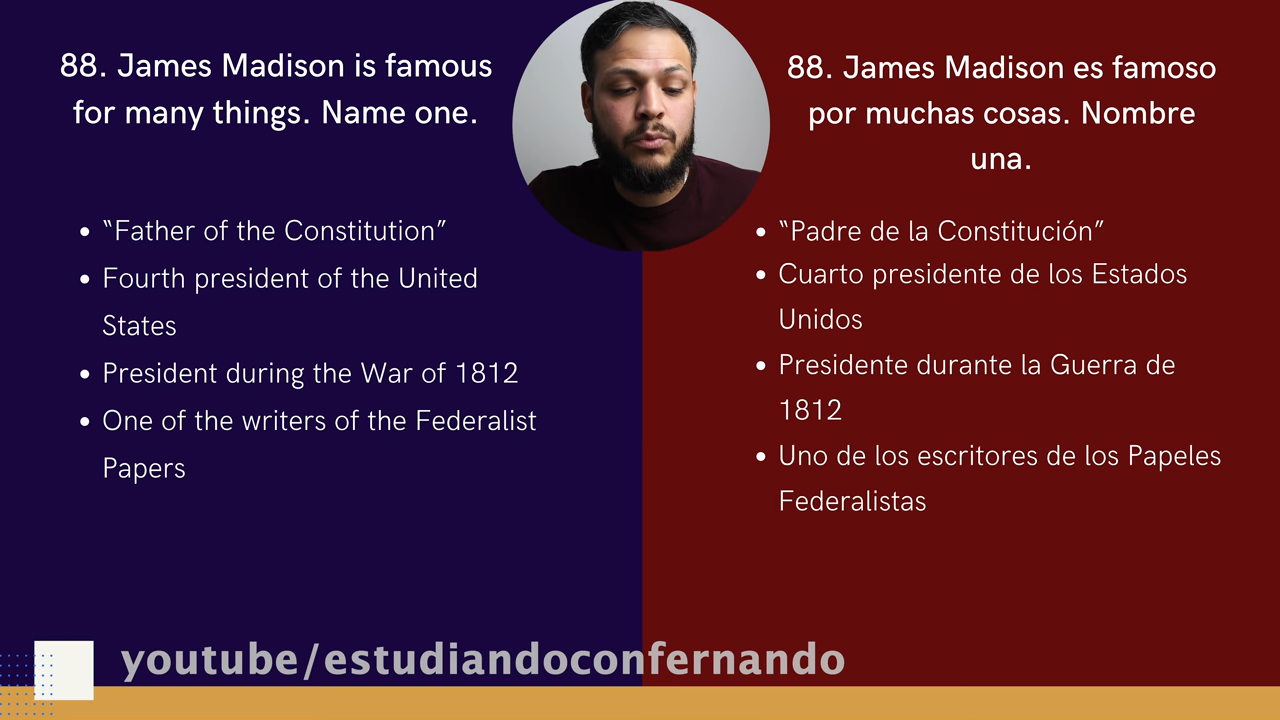 88. James Madison is famous
for many things. Name one.
• “Father of the Constitution”
• Fourth president of the United
States
• President during the War of 1812
• One of the writers of the Federalist
Papers
88. James Madison es famoso
por muchas cosas. Nombre
una.
• “Padre de la Constitución”
• Cuarto presidente de los Estados
Unidos
• Presidente durante la Guerra de
1812
• Uno de los escritores de los Papeles
Federalistas
youtube/estudiandoconfernando